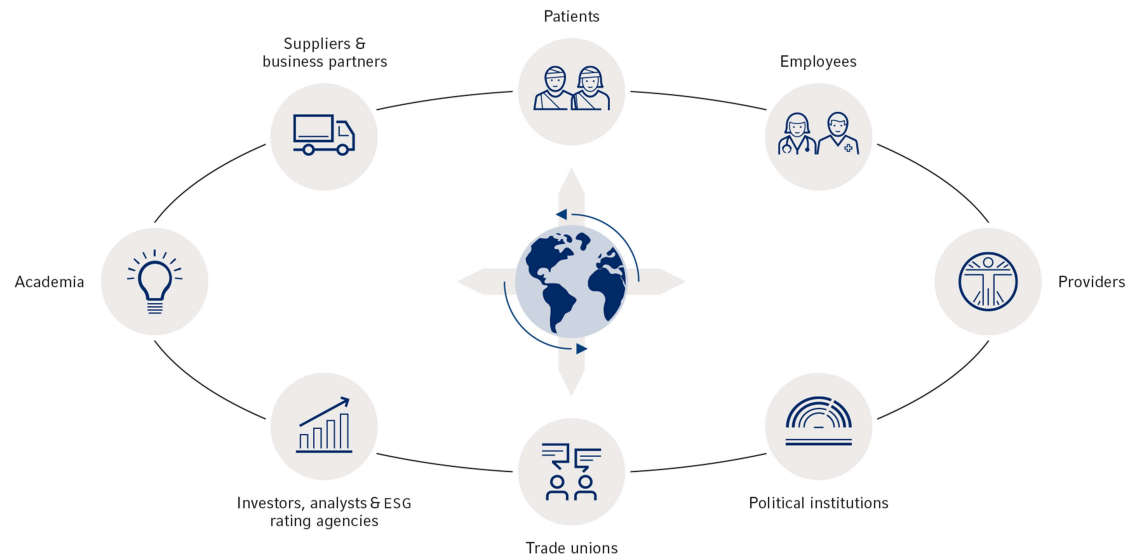 Patients
Suppliers &
business partners
Employees
Academia
Providers
Investors, analysts & ESG
rating agencies
Political institutions
Trade unions